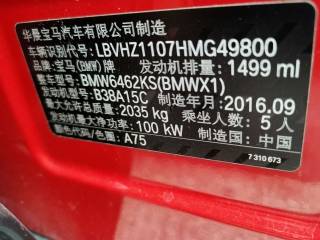 华晨宝马汽车有限公司制造
车辆识别代号: LBVHZ1107HMG49800
品牌: 宝马(BMW)牌 发动机排量: 1499 ml
整车型号: BMW6462KS(BMWX1)
发动机型号: B38A15C 制造年月: 2016.09
最大允许总质量: 2035 kg 乘坐人数: 5 人
发动机最大净功率: 100 kW 制造国: 中国
颜色代码: A75
7 310 673